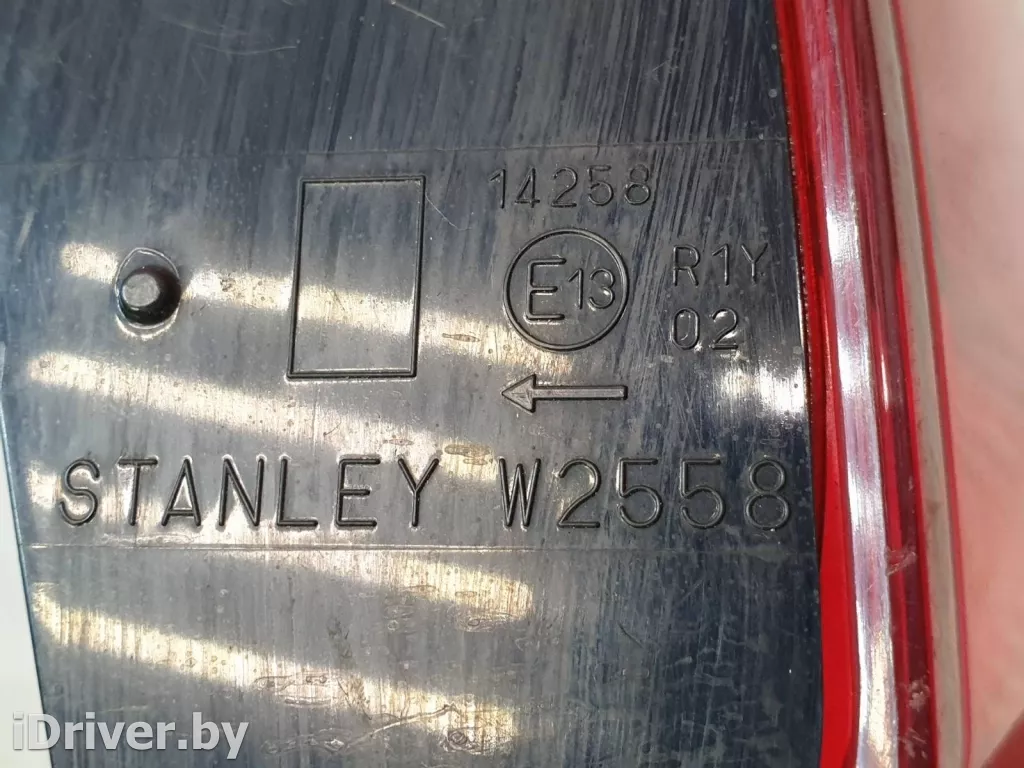 14258
E13 R1Y
02
STANLEY W2558
iDriver.by